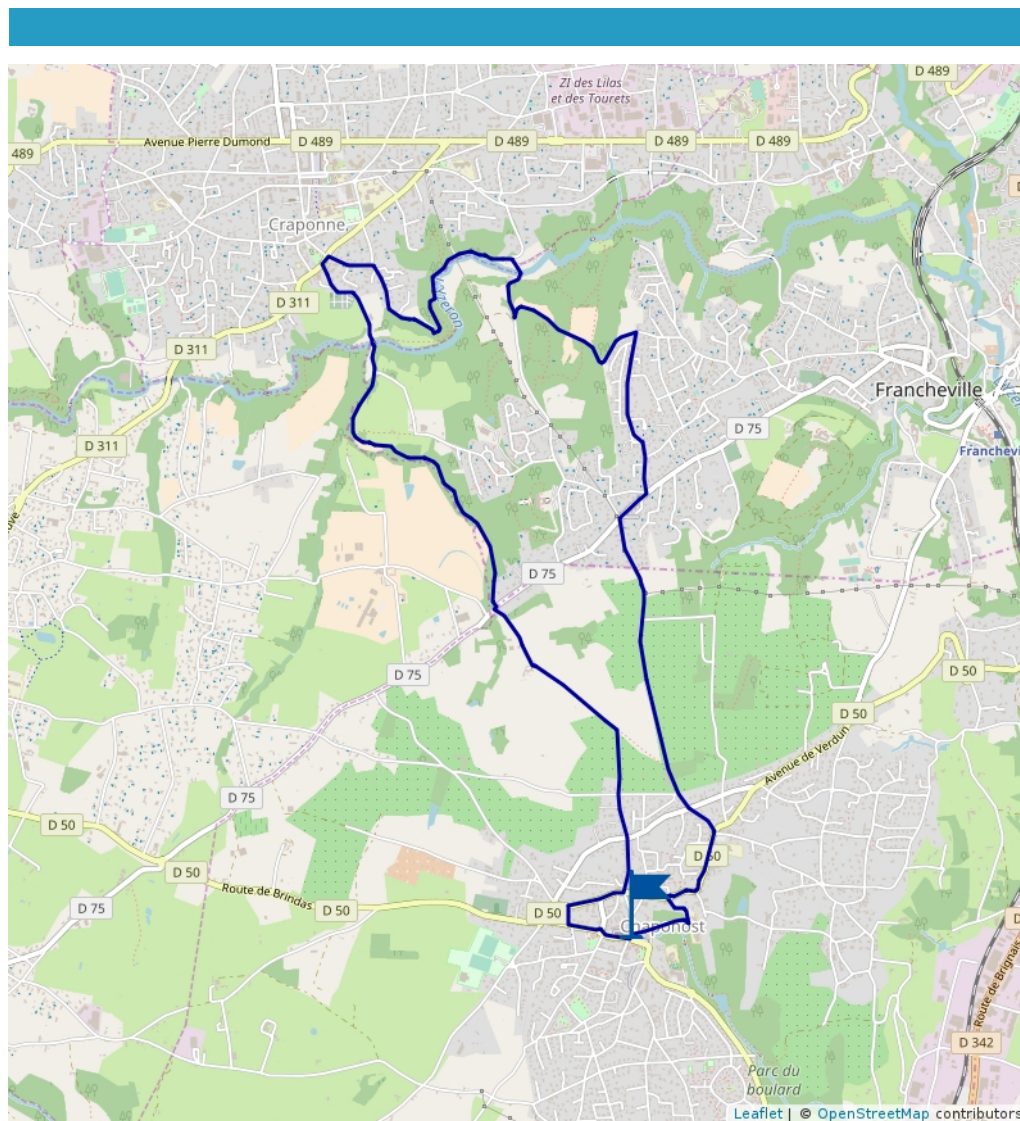 ZI des Lilas
et des Tourets
D 489
489
Avenue Pierre Dumond
D 489
D 489
D 489
D 489
Craponne
D 311
L'Yzeron
D 311
D 311
Francheville
D 75
D 75
D 75
D 50
D 50
Avenue de Verdun
D 75
D 50
D 50
D 50
Route de Brindas
D 50
D 75
D 50
Chaponost
Route de Brignais
D 342
Parc du
boulard
Leaflet | © OpenStreetMap contributors